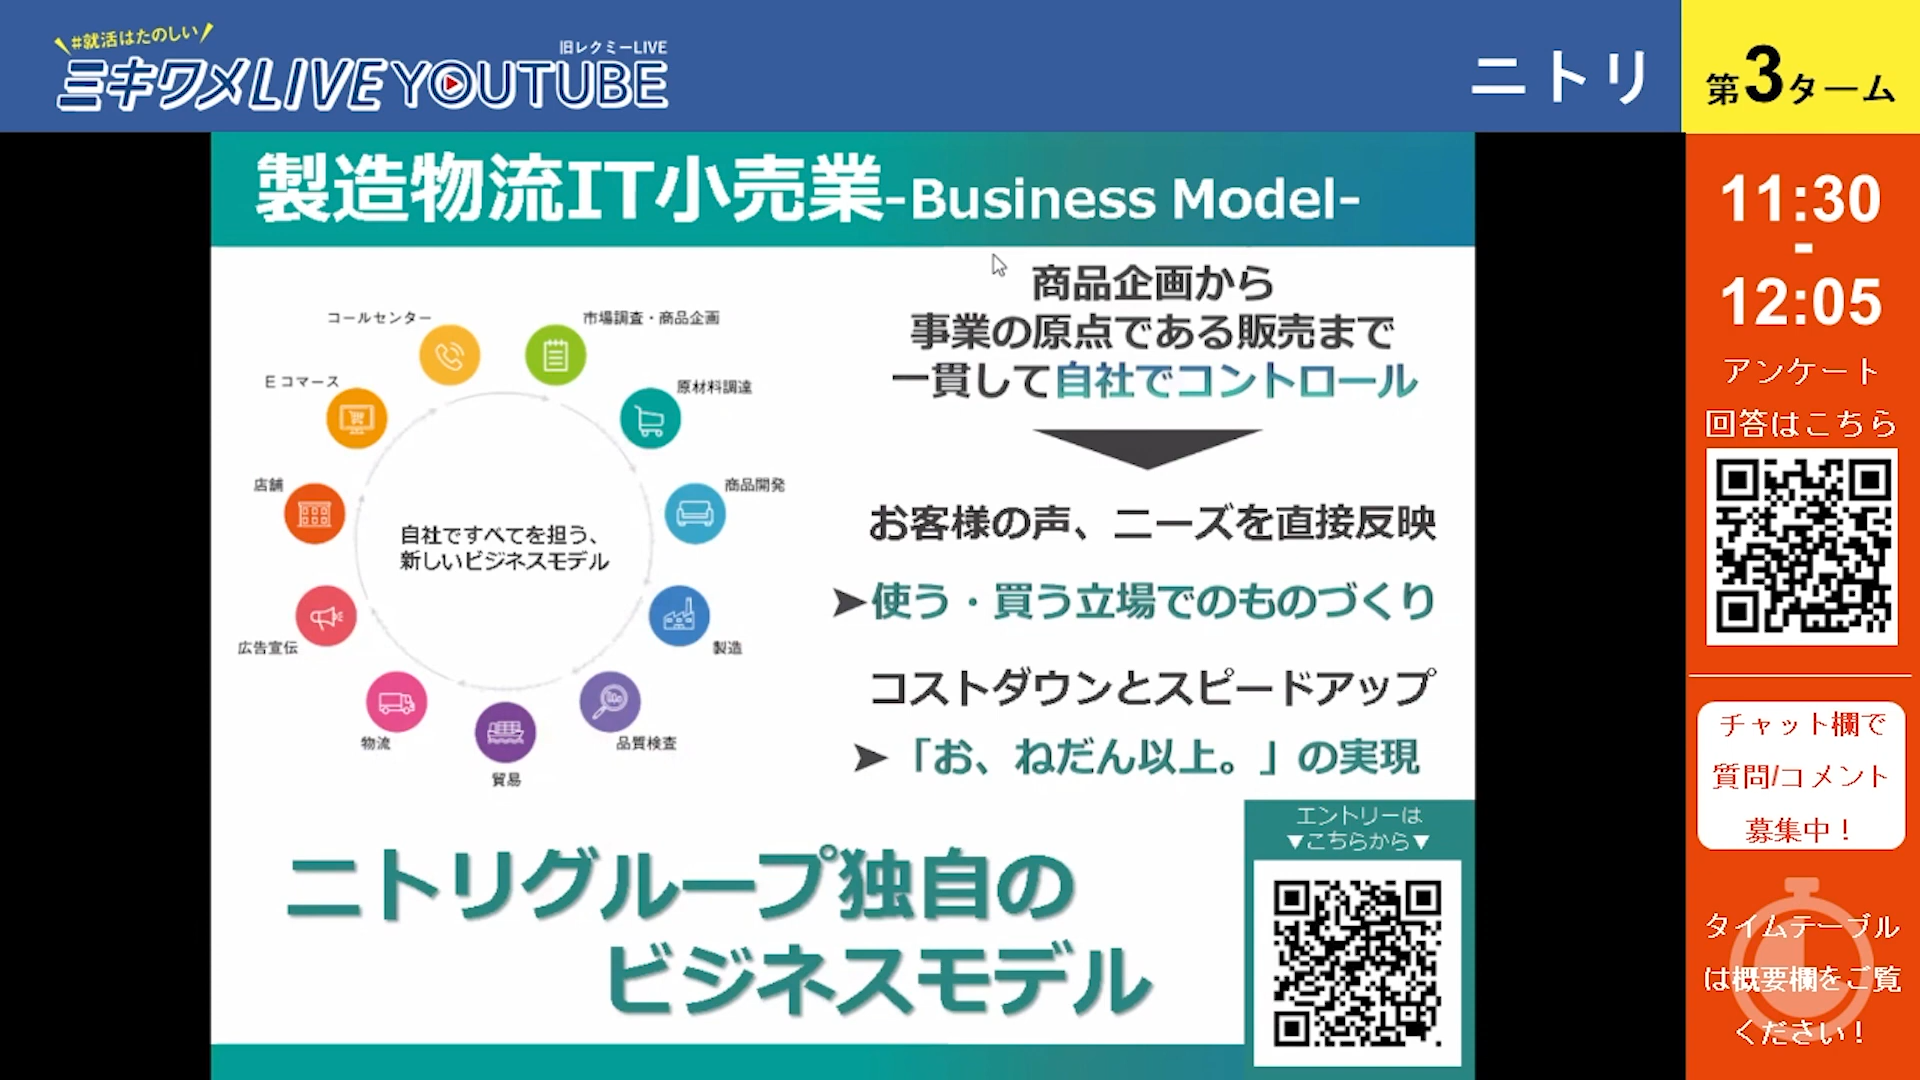 #就活はたのしい
ミキワメLIVE YOUTUBE
旧レクミーLIVE
ニトリ
第3ターム
製造物流IT小売業-Business Model-
コールセンター
市場調査・商品企画
Eコマース
原材料調達
店舗
商品開発
自社ですべてを担う、
新しいビジネスモデル
広告宣伝
製造
物流
品質検査
貿易
商品企画から
事業の原点である販売まで
一貫して自社でコントロール
お客様の声、ニーズを直接反映
➤使う・買う立場でのものづくり
コストダウンとスピードアップ
➤「お、ねだん以上。」の実現
ニトリグループ独自の
ビジネスモデル
エントリーは
▼こちらから▼
11:30
-
12:05
アンケート
回答はこちら
チャット欄で
質問/コメント
募集中！
タイムテーブル
は概要欄をご覧
ください！